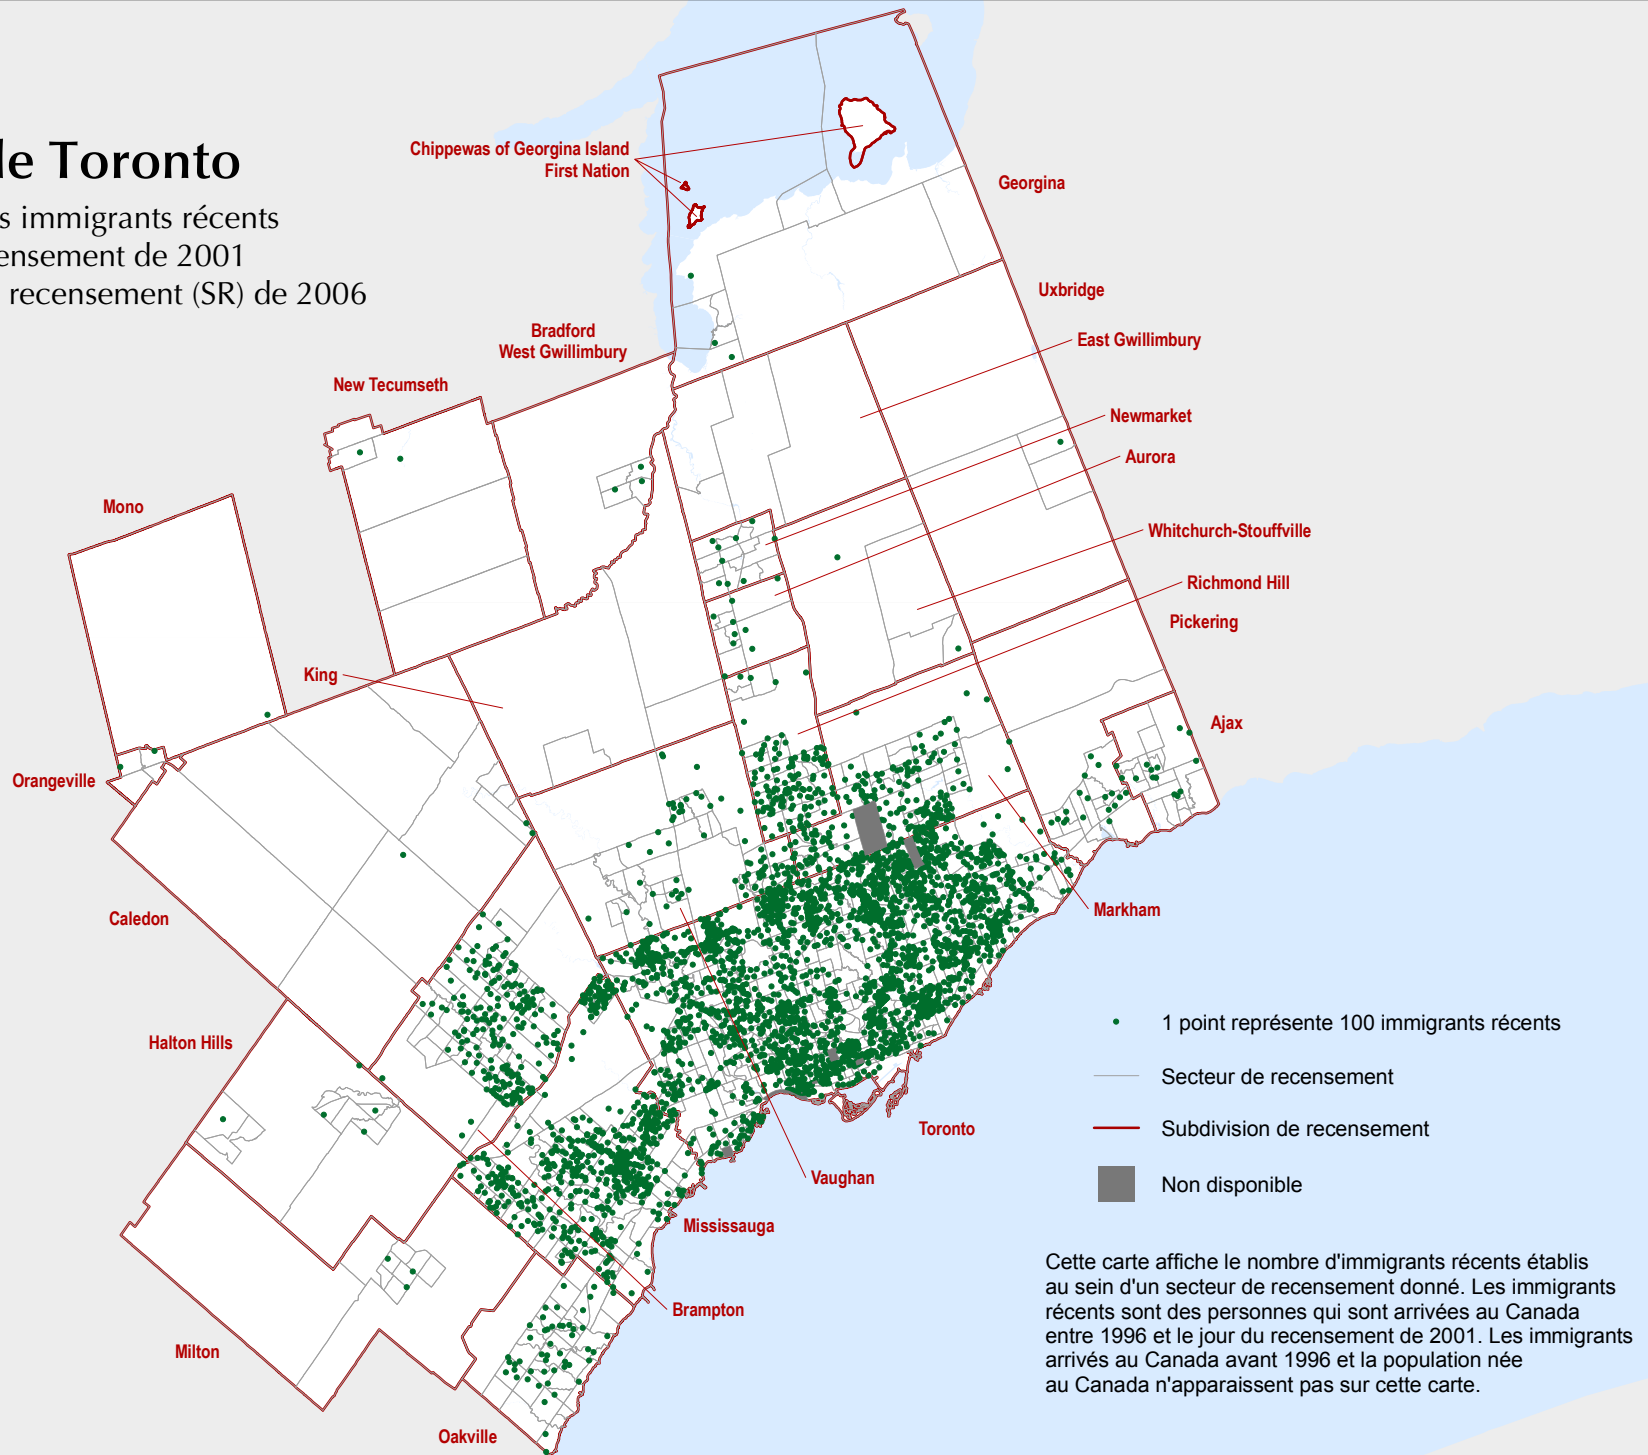 de Toronto
s immigrants récents
ensement de 2001
recensement (SR) de 2006
Chippewas of Georgina Island
First Nation
Georgina
Uxbridge
Bradford
West Gwillimbury
East Gwillimbury
New Tecumseth
Newmarket
Aurora
Mono
Whitchurch-Stouffville
Richmond Hill
Pickering
King
Ajax
Orangeville
Markham
Caledon
1 point représente 100 immigrants récents
Halton Hills
Secteur de recensement
Toronto
Subdivision de recensement
Vaughan
Non disponible
Mississauga
Cette carte affiche le nombre d'immigrants récents établis
au sein d'un secteur de recensement donné. Les immigrants
récents sont des personnes qui sont arrivées au Canada
entre 1996 et le jour du recensement de 2001. Les immigrants
arrivés au Canada avant 1996 et la population née
au Canada n'apparaissent pas sur cette carte.
Brampton
Milton
Oakville